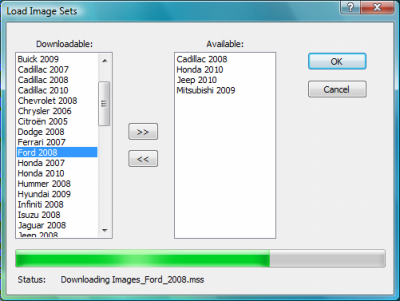 Load Image Sets
Downloadable:
Buick 2009
Cadillac 2007
Cadillac 2008
Cadillac 2010
Chevrolet 2008
Chrysler 2006
Citroën 2005
Dodge 2008
Ferrari 2007
Ford 2008
Honda 2007
Honda 2010
Hummer 2008
Hyundai 2009
Infiniti 2008
Isuzu 2008
Jaguar 2008
Jeep 2008
>>
<<
Available:
Cadillac 2008
Honda 2010
Jeep 2010
Mitsubishi 2009
OK
Cancel
Status: Downloading Images_Ford_2008.mss